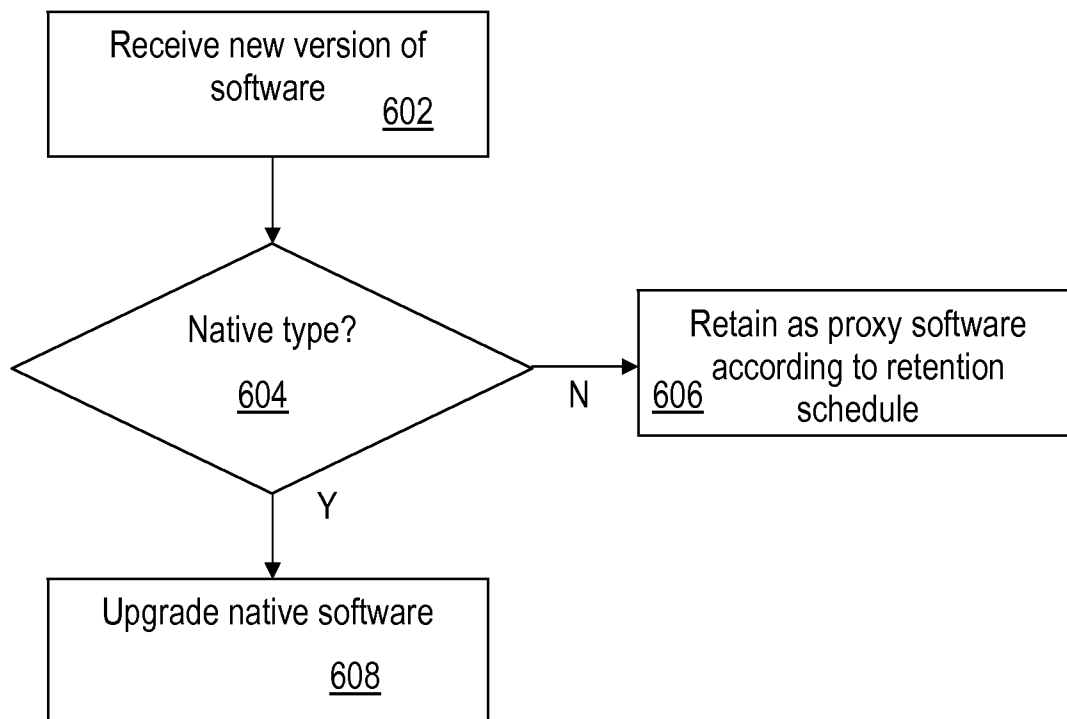 Receive new version of
software
602
Native type?
604
N
Retain as proxy software
according to retention
606 schedule
Y
Upgrade native software
608